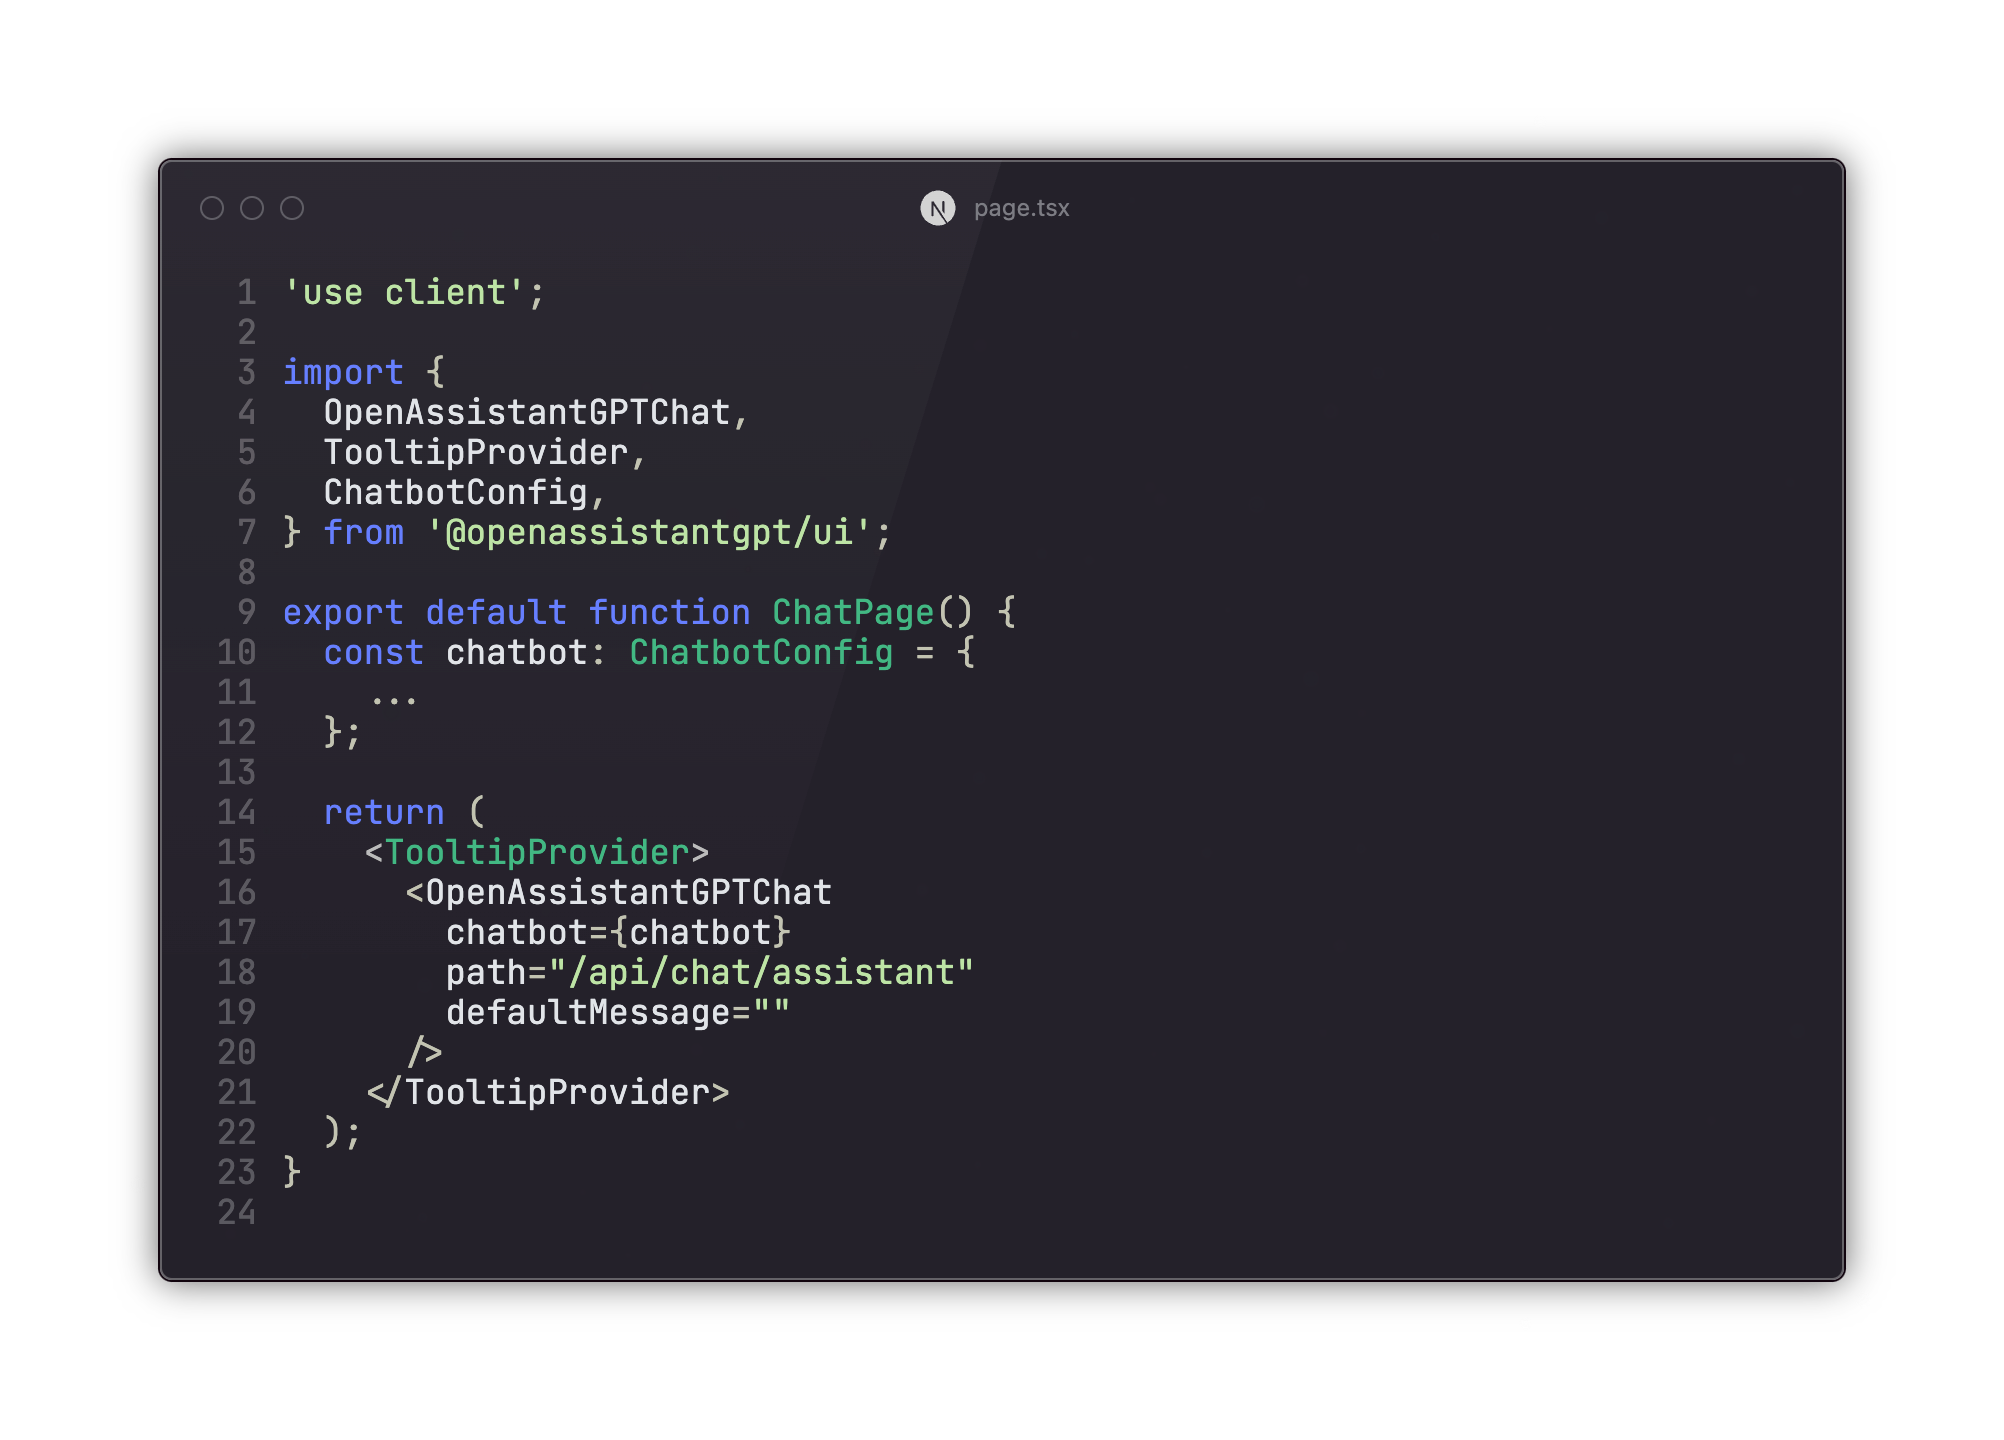 N page.tsx
1 'use client';
2
3 import {
4   OpenAssistantGPTChat,
5   TooltipProvider,
6   ChatbotConfig,
7 } from '@openassistantgpt/ui';
8
9 export default function ChatPage() {
10   const chatbot: ChatbotConfig = {
11     ...
12   };
13
14   return (
15     <TooltipProvider>
16       <OpenAssistantGPTChat
17         chatbot={chatbot}
18         path="/api/chat/assistant"
19         defaultMessage=""
20       />
21     </TooltipProvider>
22   );
23 }
24